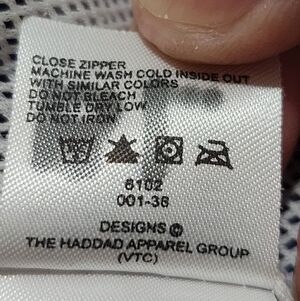 CLOSE ZIPPER
MACHINE WASH COLD INSIDE OUT
WITH SIMILAR COLORS
DO NOT BLEACH
TUMBLE DRY LOW
DO NOT IRON
6102
001-36
DESIGNS ©
THE HADDAD APPAREL GROUP
(VTC)